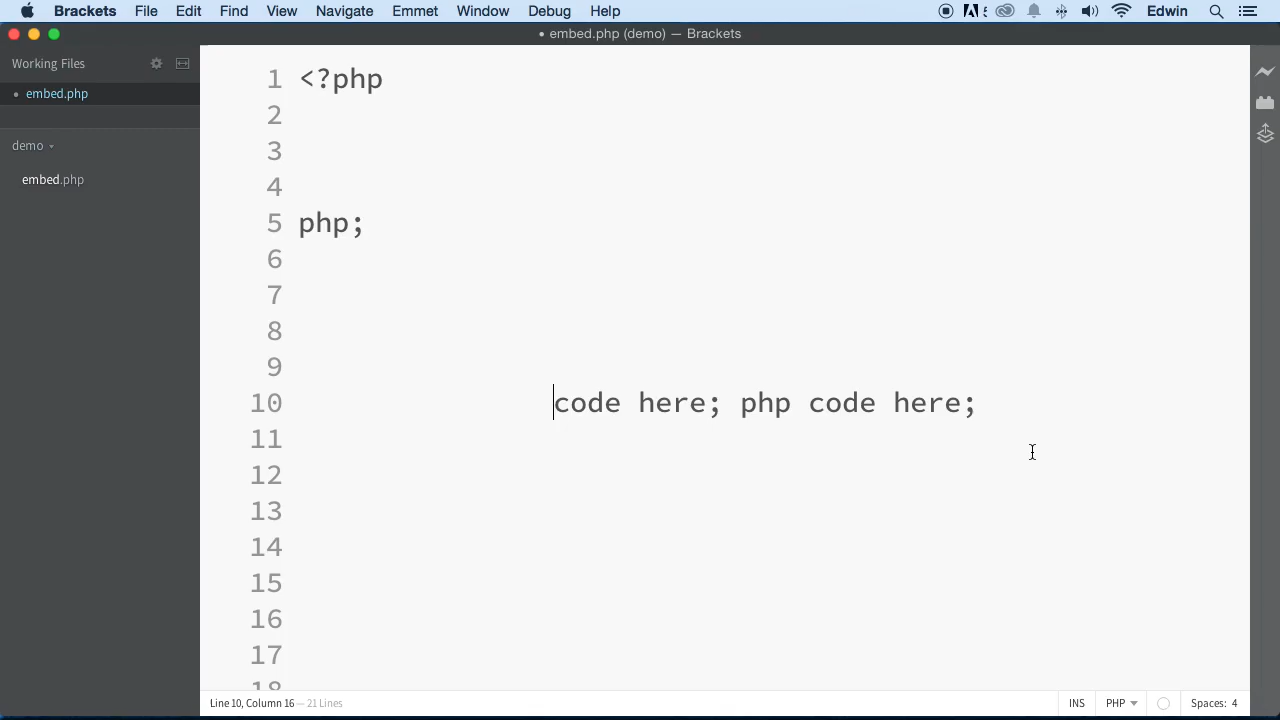 Brackets File Edit Find View Navigate Emmet Window Debug Help 5 Edwin
• embed.php (demo) — Brackets
Working Files
• embed.php
demo
embed.php
1 <?php
2
3
4
5 php;
6
7
8
9
10 code here; php code here;
11
12
13
14
15
16
17
18
Line 10, Column 16 — 21 Lines INS PHP Spaces: 4